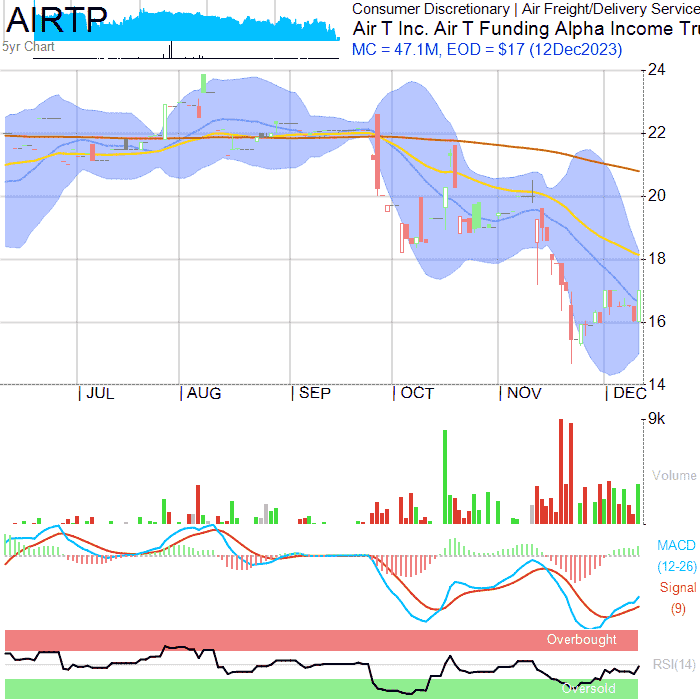 AIRTP
5yr Chart
Consumer Discretionary | Air Freight/Delivery Service
Air T Inc. Air T Funding Alpha Income Tr
MC = 47.1M, EOD = $17 (12Dec2023)
24
22
20
18
16
14
| JUL | AUG | SEP | OCT | NOV | DEC
9k
Volume
MACD
(12-26)
Signal
(9)
Overbought
RSI(14)
Oversold